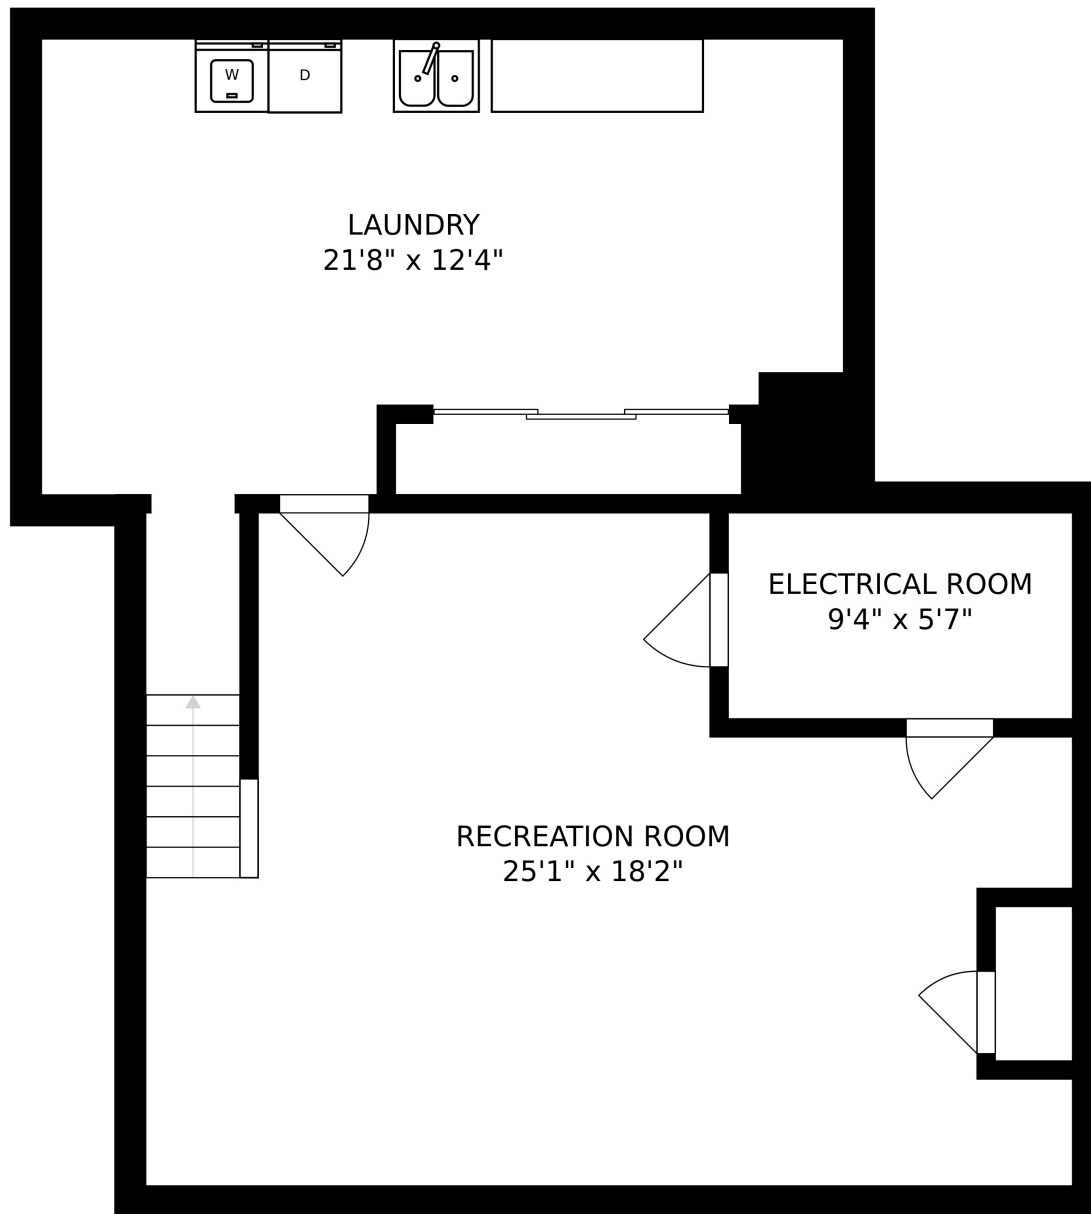 W
D
LAUNDRY
21'8" x 12'4"
ELECTRICAL ROOM
9'4" x 5'7"
RECREATION ROOM
25'1" x 18'2"